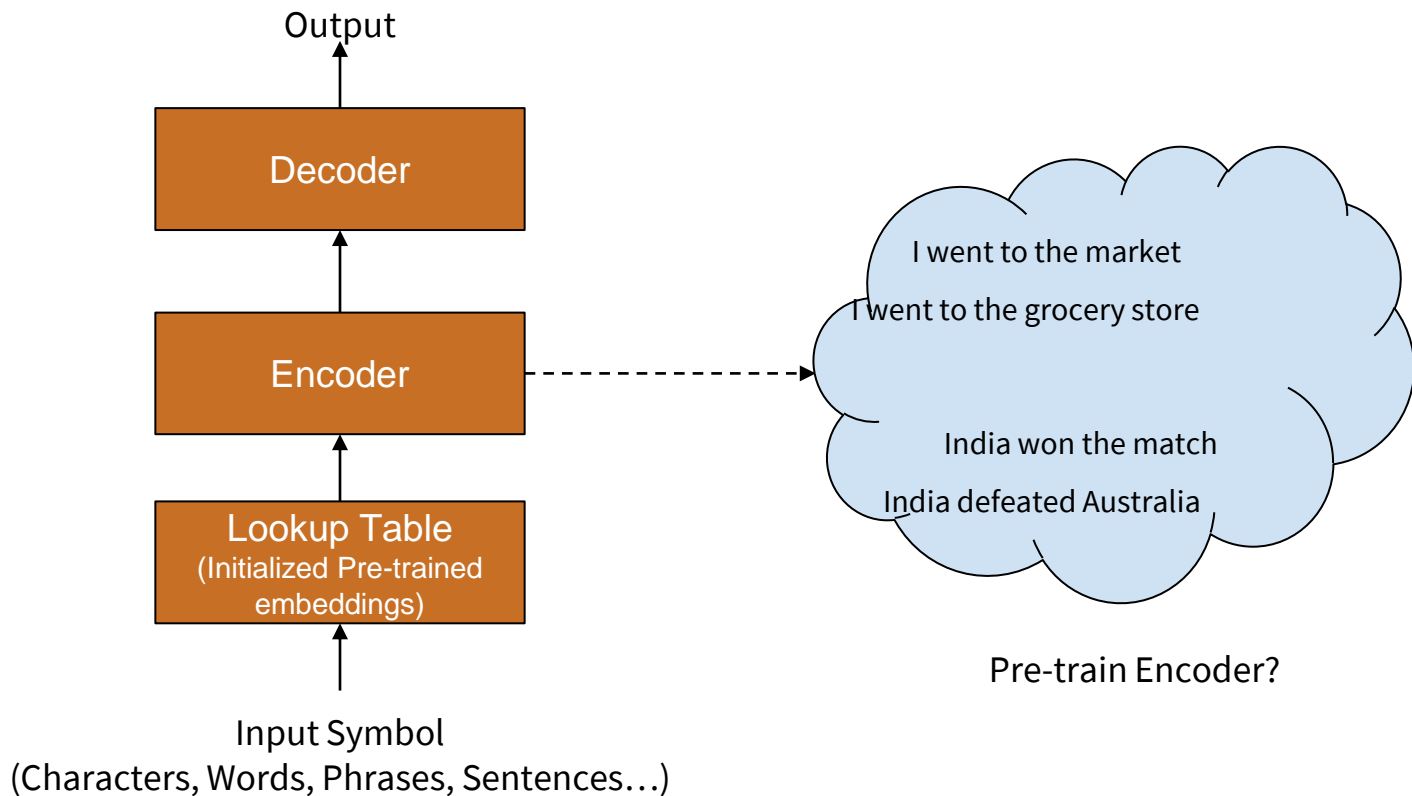 Output
Decoder
Encoder
Lookup Table
(Initialized Pre-trained
embeddings)
Input Symbol
(Characters, Words, Phrases, Sentences…)
I went to the market
I went to the grocery store
India won the match
India defeated Australia
Pre-train Encoder?